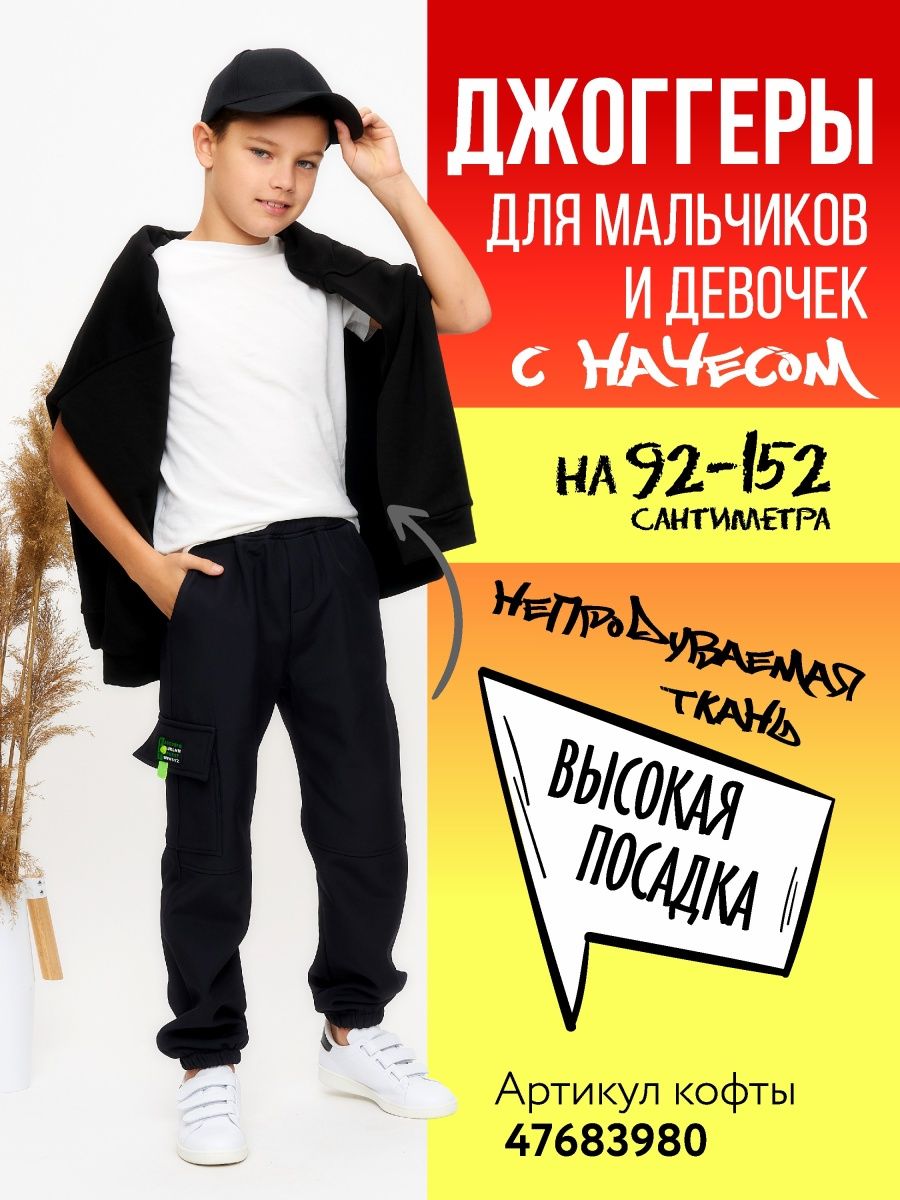 ДЖОГГЕРЫ
ДЛЯ МАЛЬЧИКОВ
И ДЕВОЧЕК
С НАЧЕСОМ
НА 92-152
САНТИМЕТРА
НЕПРОДУВАЕМАЯ
ТКАНЬ
ВЫСОКАЯ
ПОСАДКА
Артикул кофты
47683980